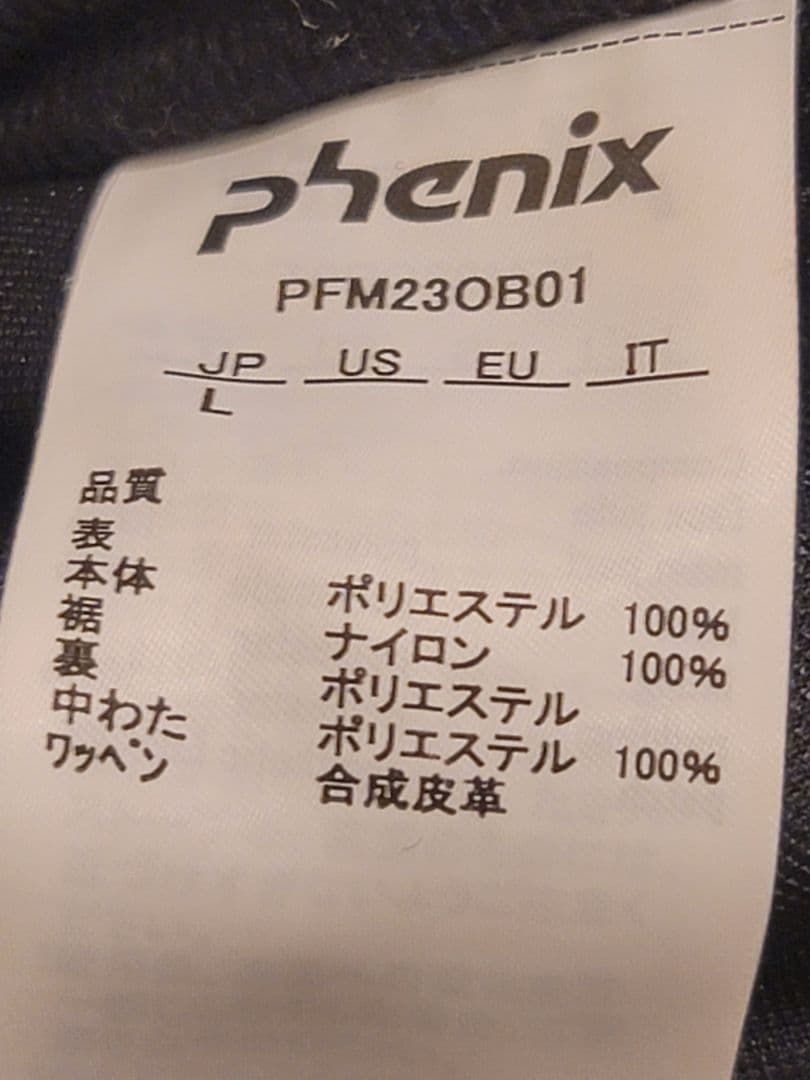 phenix
PFM23OB01
JP US EU IT
L
品質
表
本体 ポリエステル 100%
裾 ナイロン 100%
裏 ポリエステル
中わた ポリエステル 100%
ワッペン 合成皮革